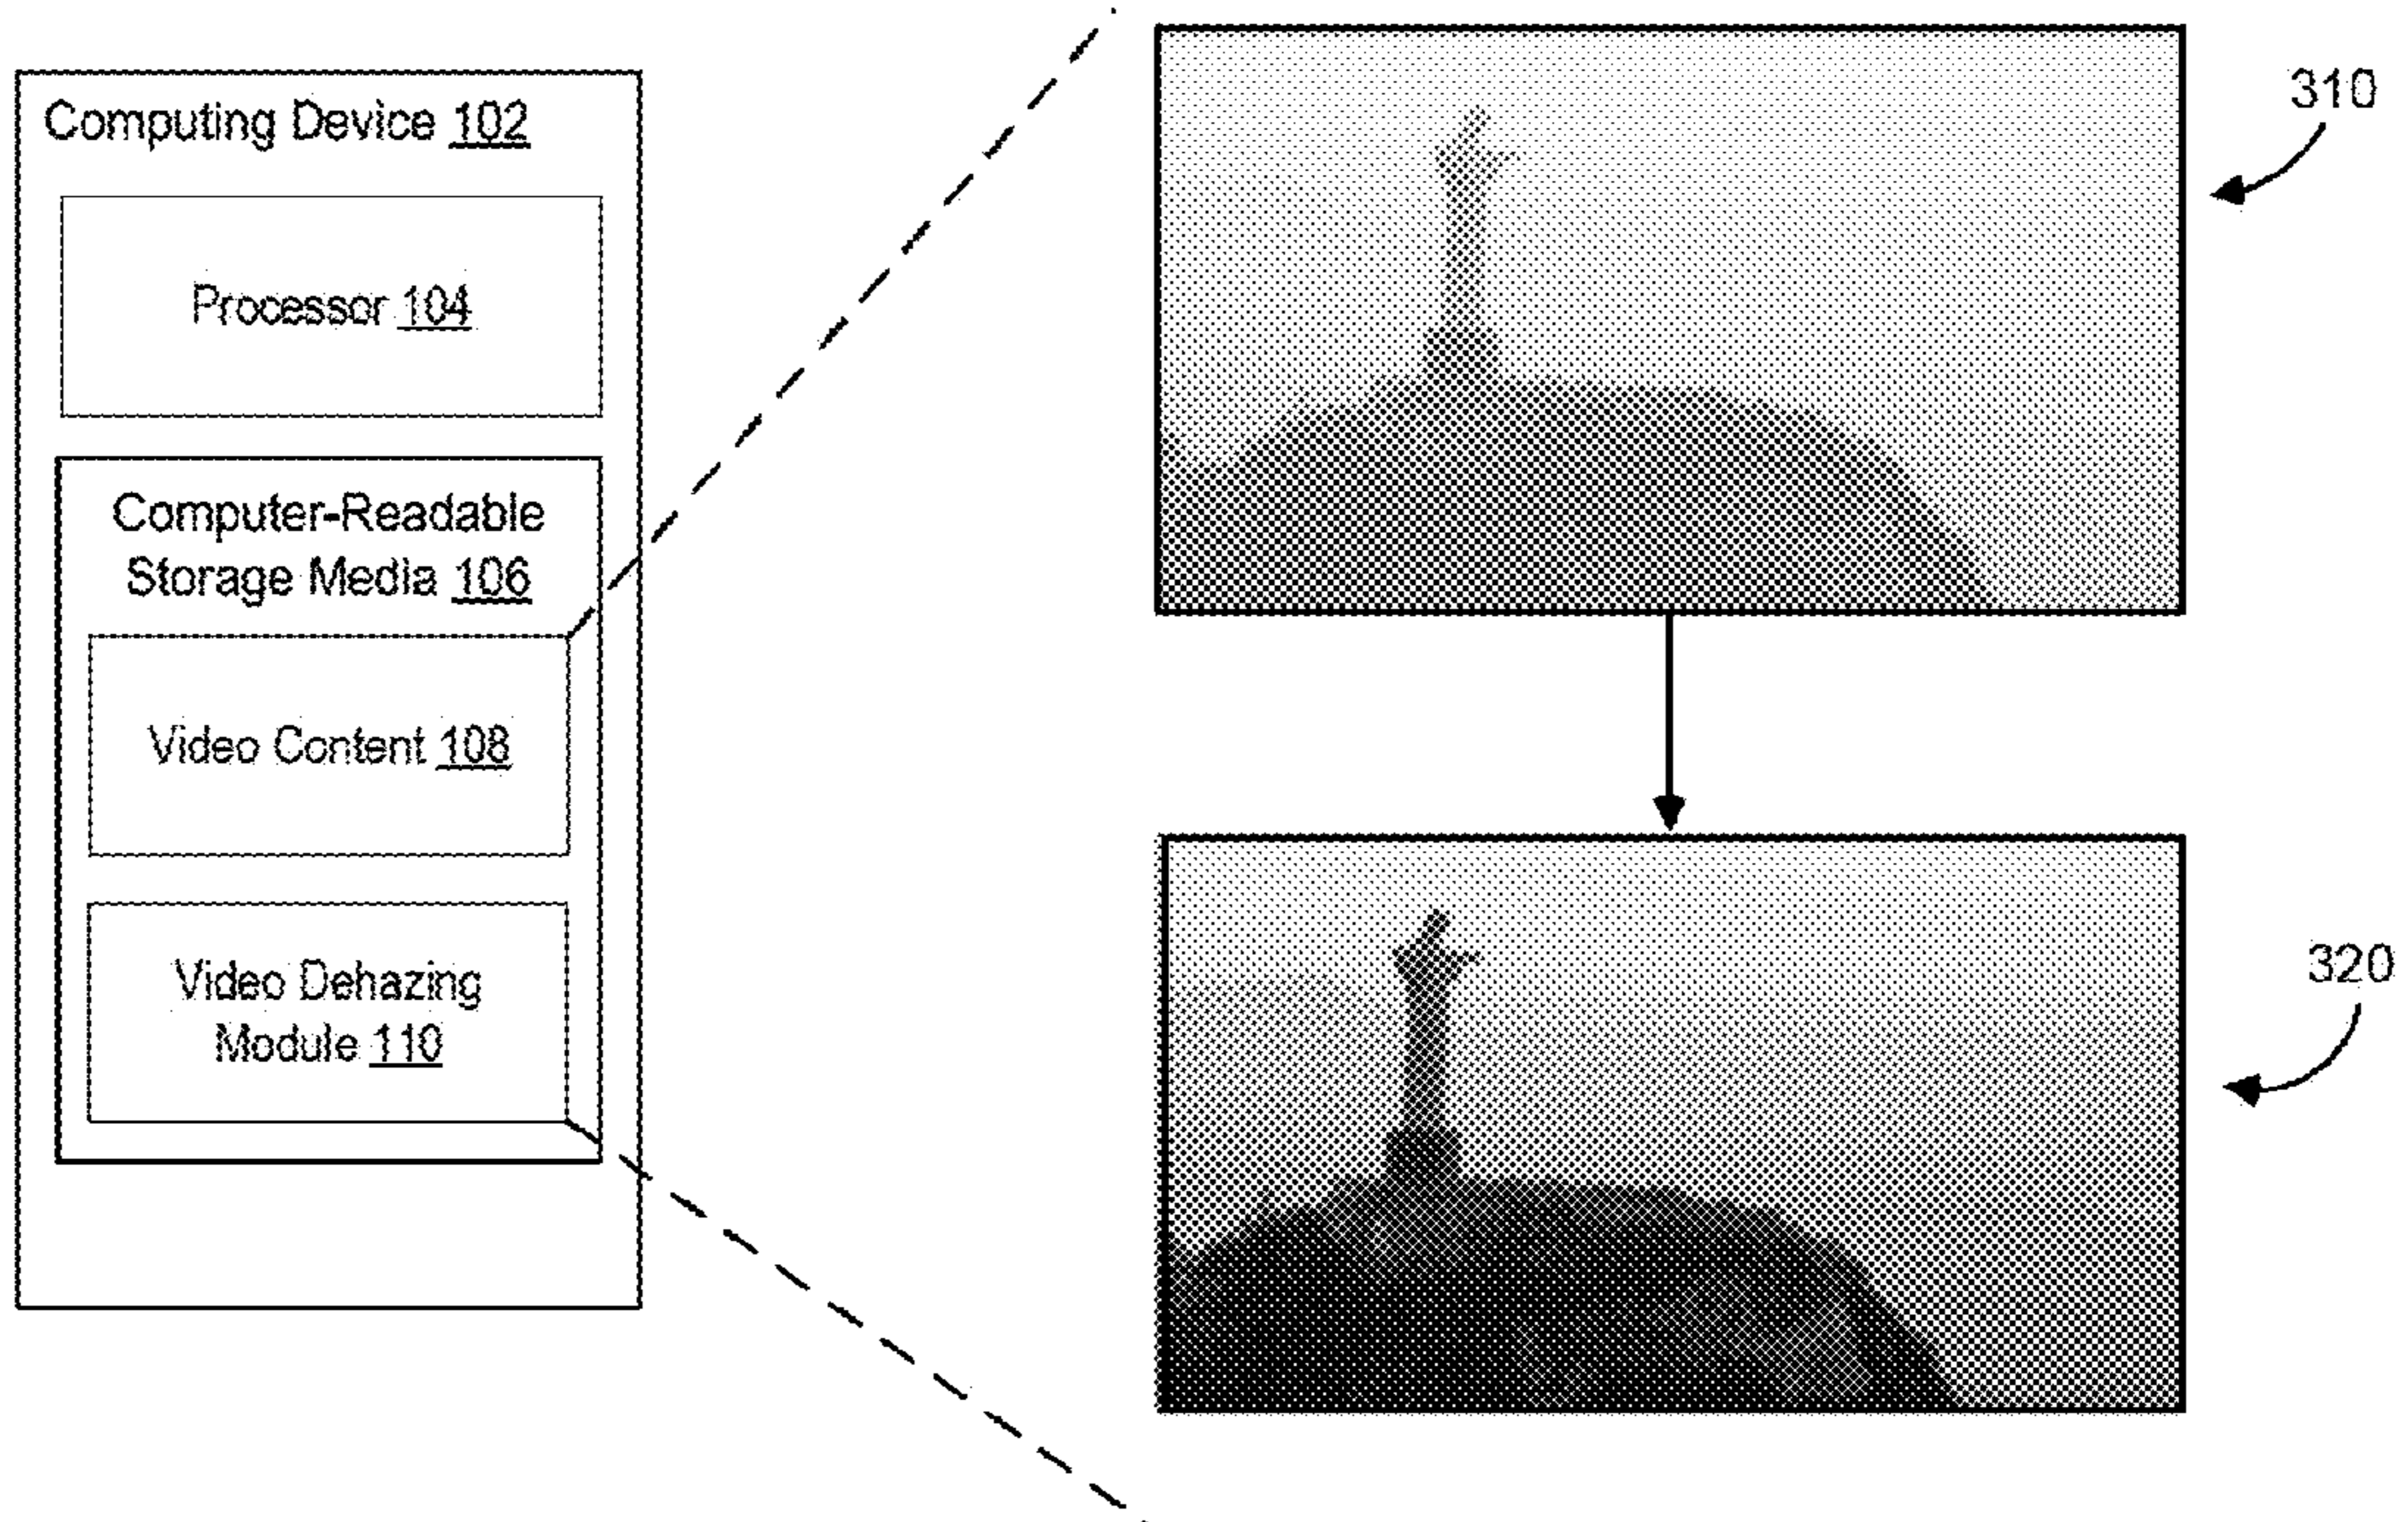 Computing Device 102
Processor 104
Computer-Readable
Storage Media 106
Video Content 108
Video Dehazing
Module 110
310
320